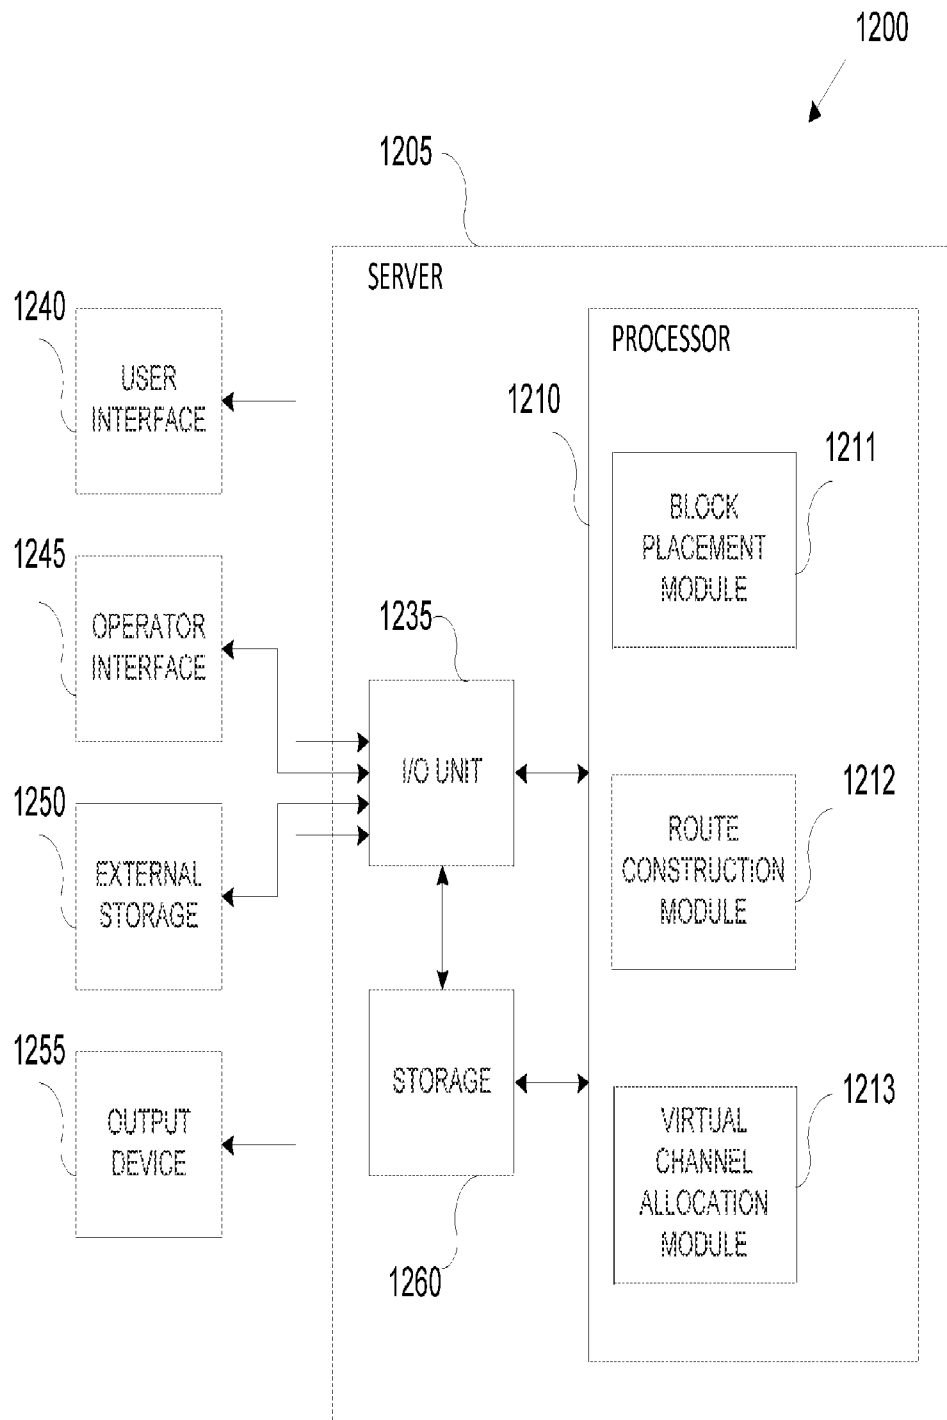 1200
1205
SERVER
1240
USER
INTERFACE
PROCESSOR
1210
1211
BLOCK
PLACEMENT
MODULE
1245
OPERATOR
INTERFACE
1235
I/O UNIT
1250
EXTERNAL
STORAGE
1212
ROUTE
CONSTRUCTION
MODULE
1255
OUTPUT
DEVICE
STORAGE
1260
1213
VIRTUAL
CHANNEL
ALLOCATION
MODULE